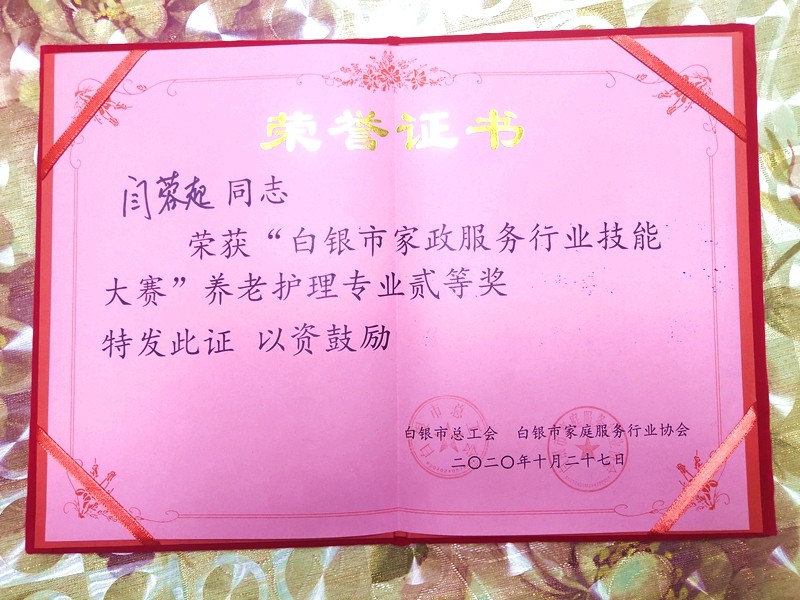 荣誉证书
闫蓉起 同志
荣获“白银市家政服务行业技能
大赛”养老护理专业贰等奖
特发此证 以资鼓励
白银市总工会 白银市家庭服务行业协会
二〇二〇年十月二十七日